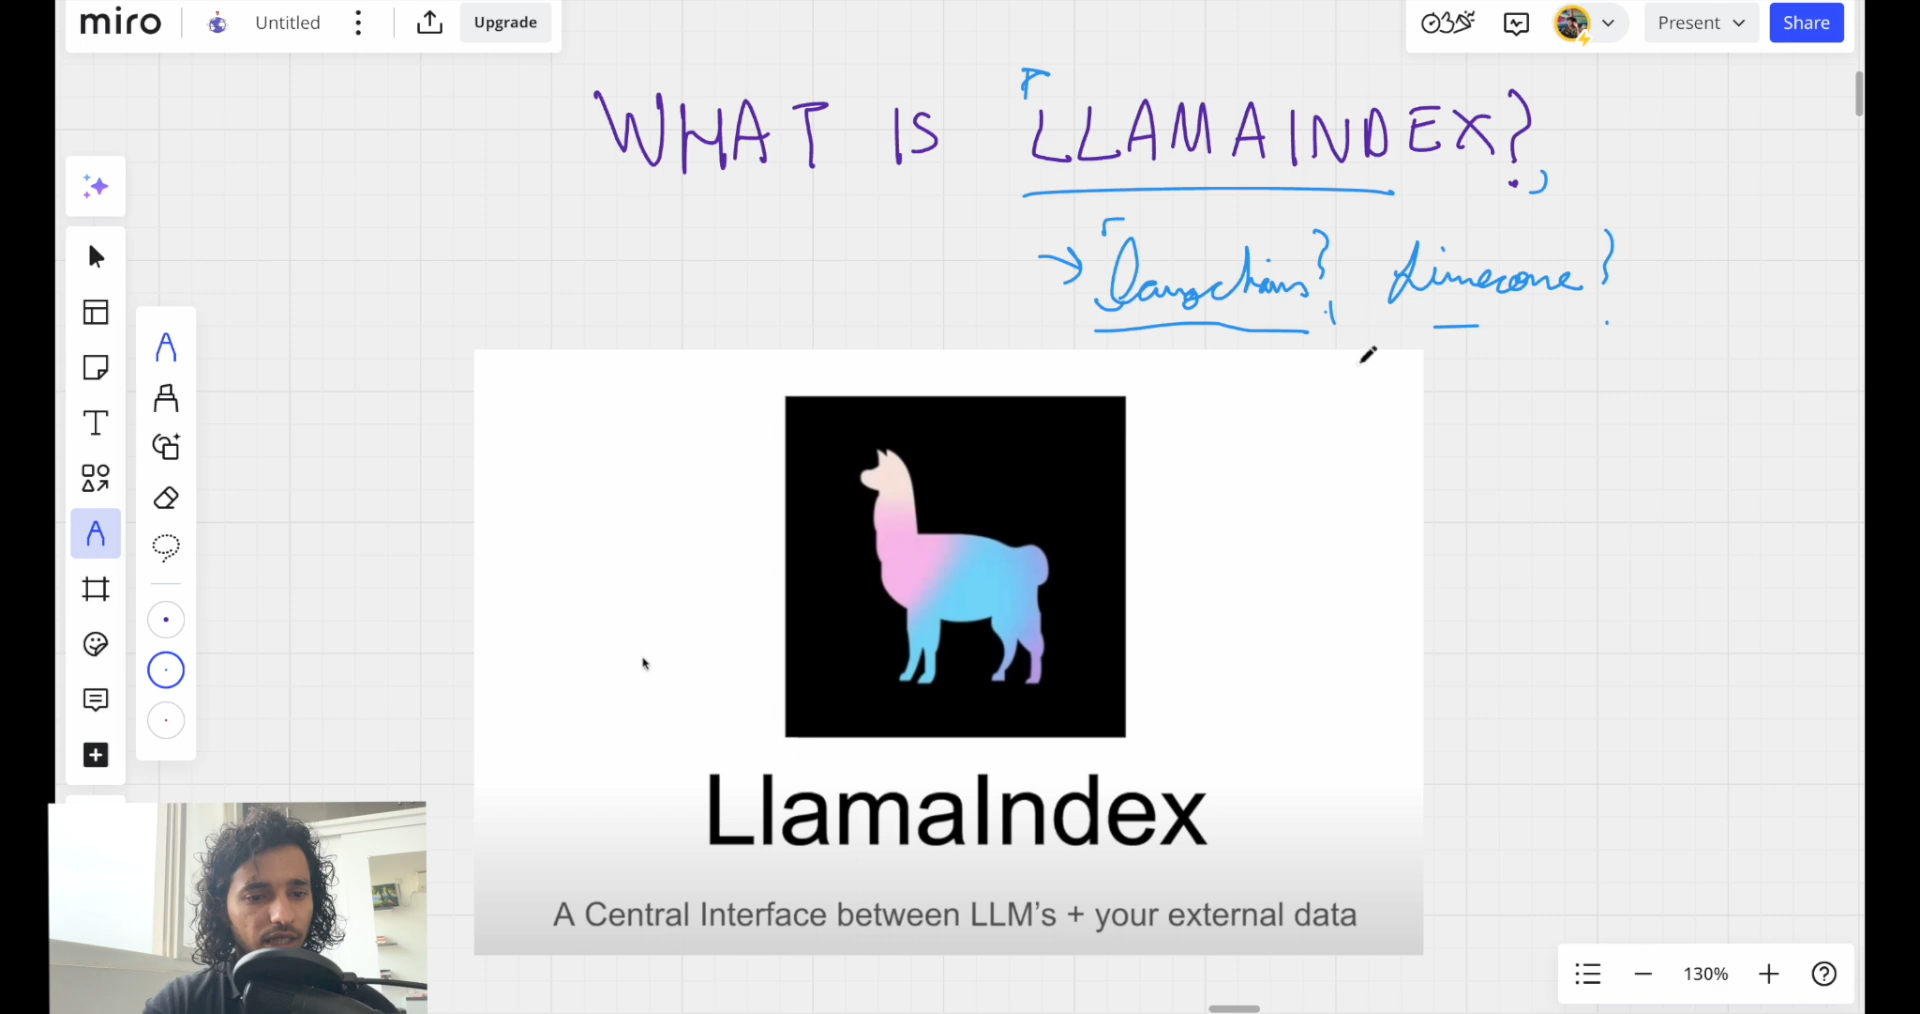 miro Untitled Upgrade Present Share
WHAT IS LLAMAINDEX?
→ Langchain? Pinecone?
LlamaIndex
A Central Interface between LLM's + your external data
130%